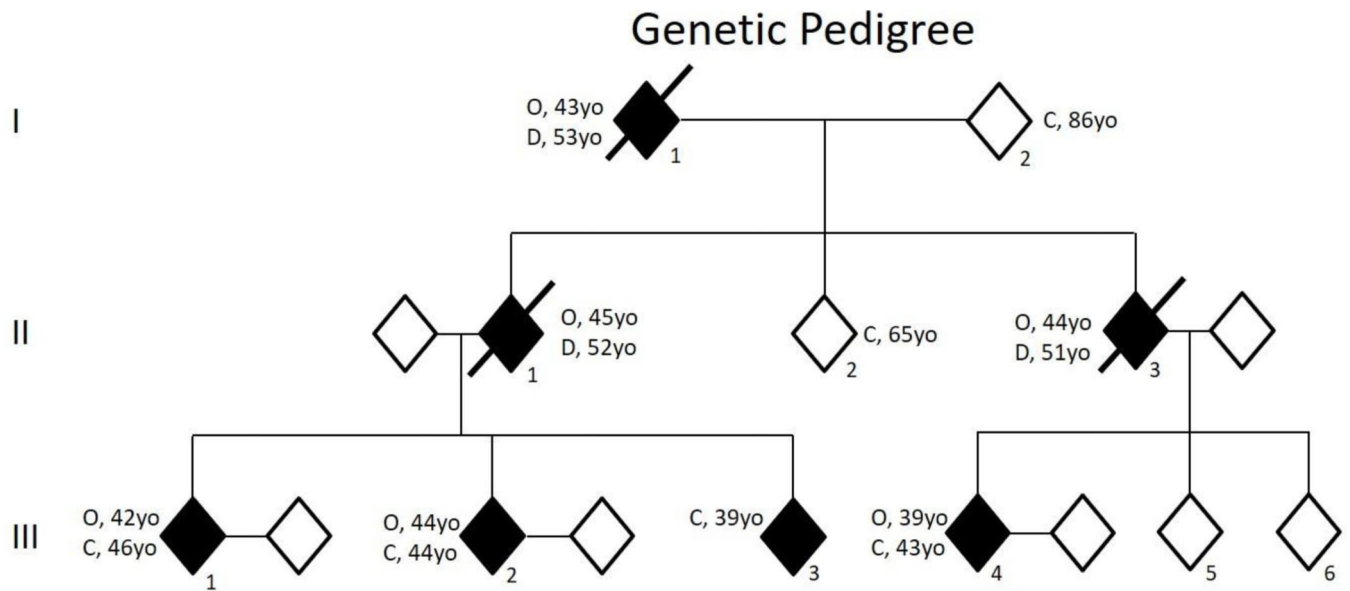 Genetic Pedigree
I
O, 43yo
D, 53yo
1
C, 86yo
2
II
O, 45yo
D, 52yo
1
C, 65yo
2
O, 44yo
D, 51yo
3
III
O, 42yo
C, 46yo
1
O, 44yo
C, 44yo
2
C, 39yo
3
O, 39yo
C, 43yo
4
5
6